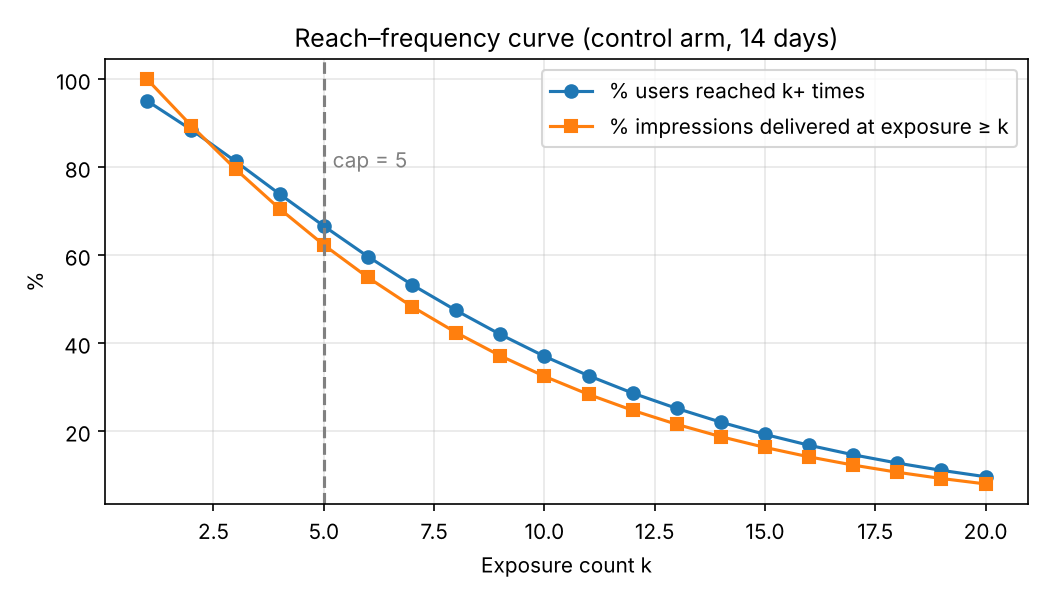 Reach–frequency curve (control arm, 14 days)
% users reached k+ times
% impressions delivered at exposure ≥ k
cap = 5
%
100
80
60
40
20
2.5 5.0 7.5 10.0 12.5 15.0 17.5 20.0
Exposure count k